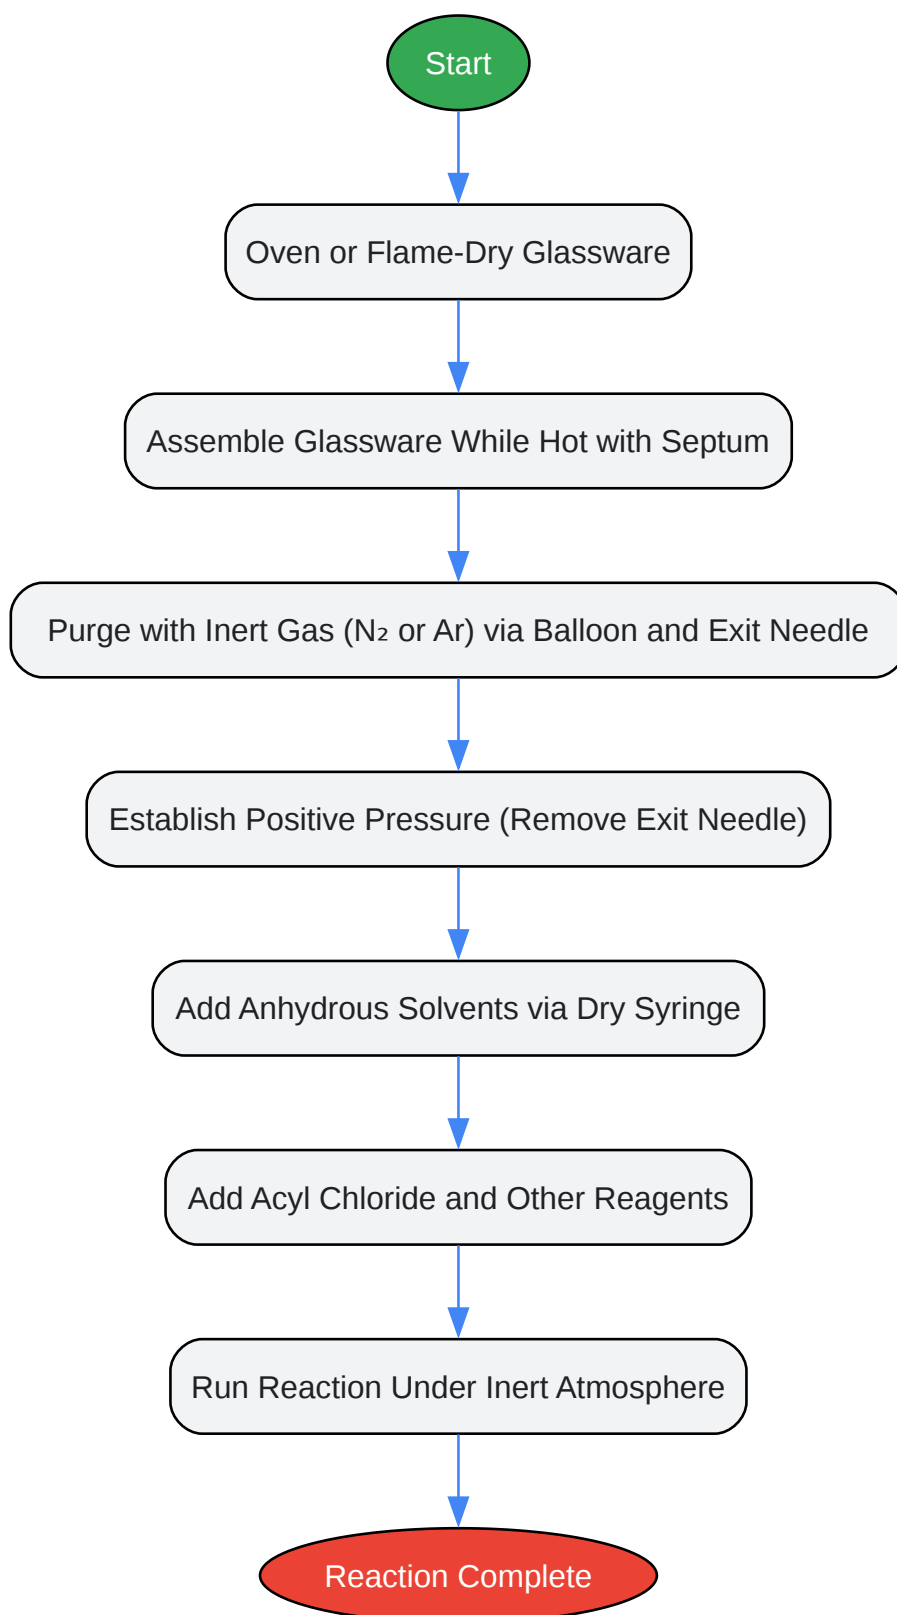 Start
Oven or Flame-Dry Glassware
Assemble Glassware While Hot with Septum
Purge with Inert Gas (N₂ or Ar) via Balloon and Exit Needle
Establish Positive Pressure (Remove Exit Needle)
Add Anhydrous Solvents via Dry Syringe
Add Acyl Chloride and Other Reagents
Run Reaction Under Inert Atmosphere
Reaction Complete